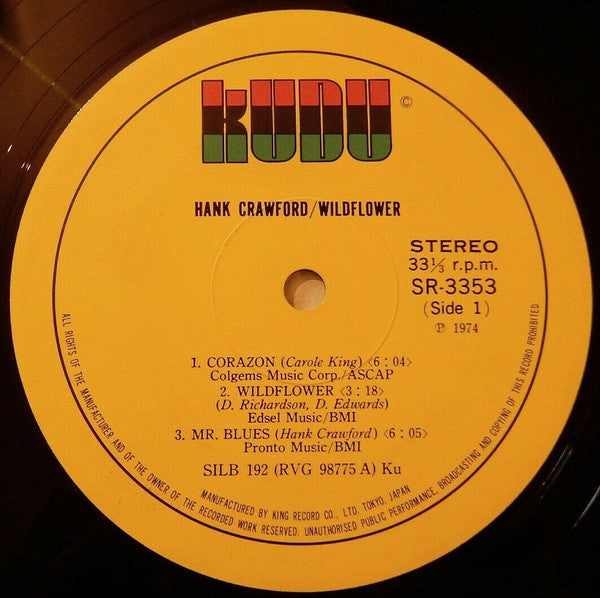 KUDU ©
HANK CRAWFORD/WILDFLOWER
STEREO
33⅓ r.p.m.
SR-3353
(Side 1)
℗ 1974
1. CORAZON (Carole King) <6:04>
Colgems Music Corp./ASCAP
2. WILDFLOWER <3:18>
(D. Richardson, D. Edwards)
Edsel Music/BMI
3. MR. BLUES (Hank Crawford) <6:05>
Pronto Music/BMI
SILB 192 (RVG 98775 A) Ku
MANUFACTURED BY KING RECORD CO., LTD, TOKYO, JAPAN
ALL RIGHTS OF THE MANUFACTURER AND OF THE OWNER OF THE RECORDED WORK RESERVED. UNAUTHORISED PUBLIC PERFORMANCE, BROADCASTING AND COPYING OF THIS RECORD PROHIBITED